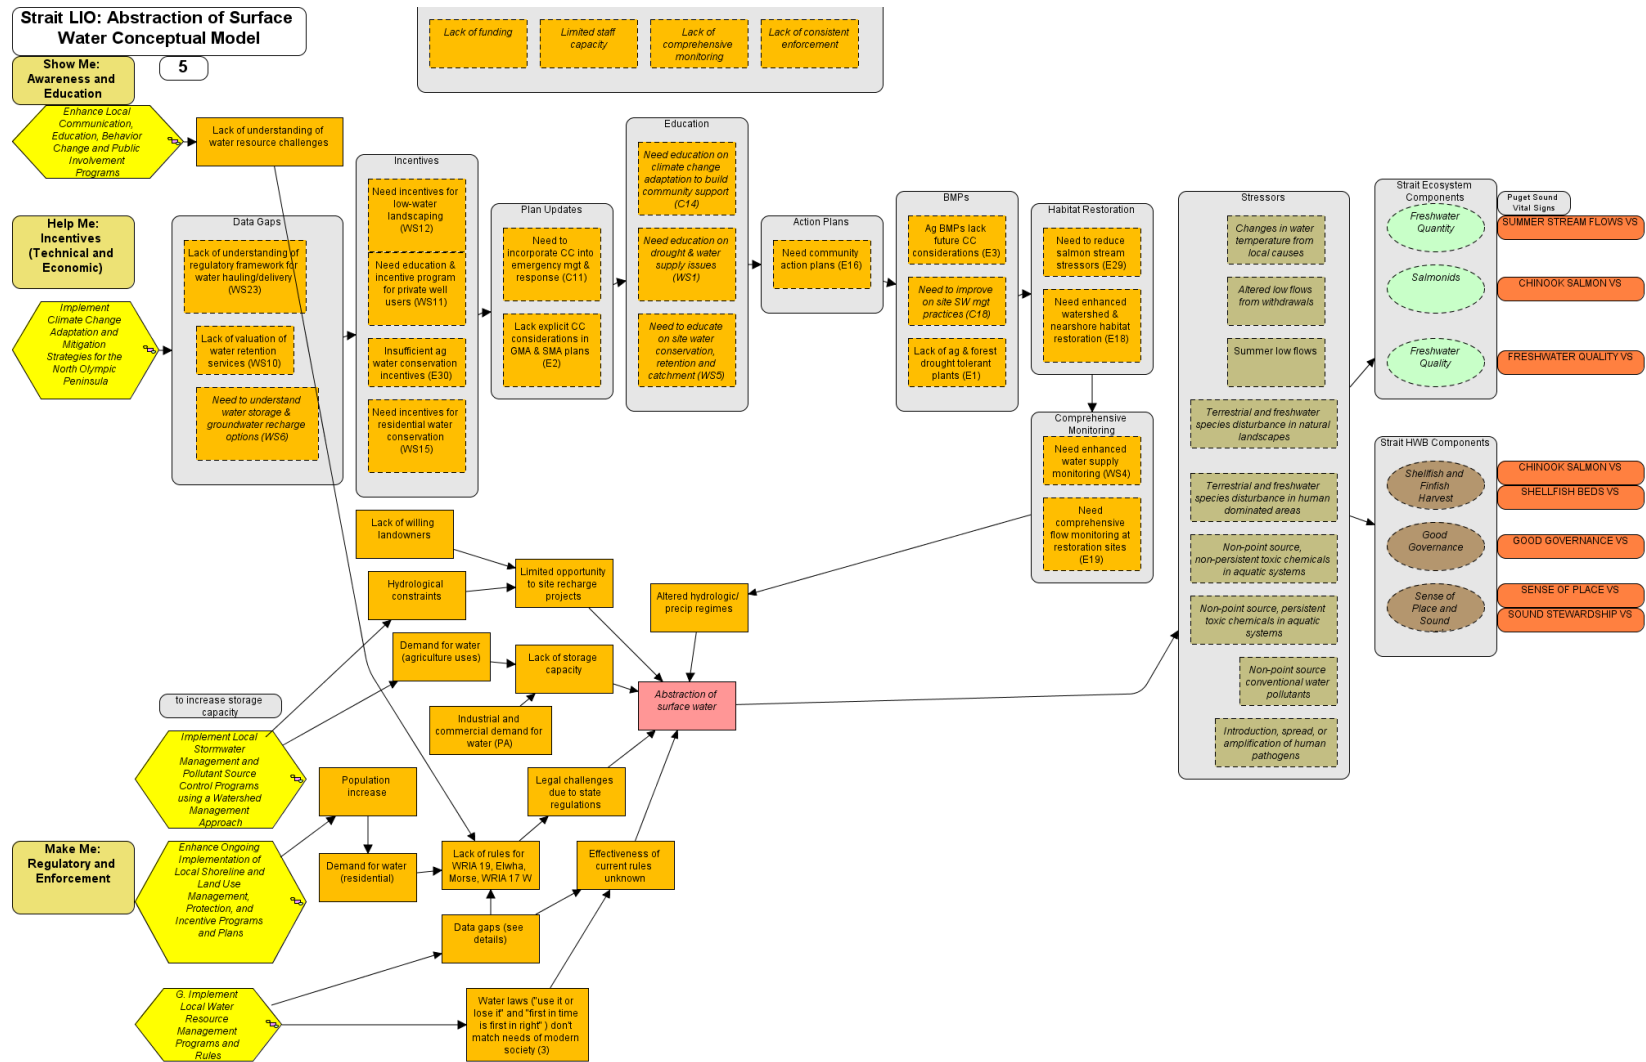 Strait LIO: Abstraction of Surface
Water Conceptual Model
5
Lack of funding
Limited staff
capacity
Lack of
comprehensive
monitoring
Lack of consistent
enforcement
Show Me:
Awareness and
Education
Enhance Local
Communication,
Education, Behavior
Change and Public
Involvement
Programs
Lack of understanding of
water resource challenges
Help Me:
Incentives
(Technical and
Economic)
Implement
Climate Change
Adaptation and
Mitigation
Strategies for the
North Olympic
Peninsula
Data Gaps
Lack of understanding of
regulatory framework for
water hauling/delivery
(WS23)
Lack of valuation of
water retention
services (WS10)
Need to understand
water storage &
groundwater recharge
options (WS6)
Incentives
Need incentives for
low-water
landscaping
(WS12)
Need education &
incentive program
for private well
users (WS11)
Insufficient ag
water conservation
incentives (E30)
Need incentives for
residential water
conservation
(WS15)
Plan Updates
Need to
incorporate CC into
emergency mgt &
response (C11)
Lack explicit CC
considerations in
GMA & SMA plans
(E2)
Education
Need education on
climate change
adaptation to build
community support
(C14)
Need education on
drought & water
supply issues
(WS1)
Need to educate
on site water
conservation,
retention and
catchment (WS5)
Action Plans
Need community
action plans (E16)
BMPs
Ag BMPs lack
future CC
considerations (E3)
Need to improve
on site SW mgt
practices (C18)
Lack of ag & forest
drought tolerant
plants (E1)
Habitat Restoration
Need to reduce
salmon stream
stressors (E29)
Need enhanced
watershed &
nearshore habitat
restoration (E18)
Comprehensive
Monitoring
Need enhanced
water supply
monitoring (WS4)
Need
comprehensive
flow monitoring at
restoration sites
(E19)
Stressors
Changes in water
temperature from
local causes
Altered low flows
from withdrawals
Summer low flows
Terrestrial and freshwater
species disturbance in natural
landscapes
Terrestrial and freshwater
species disturbance in human
dominated areas
Non-point source,
non-persistent toxic chemicals
in aquatic systems
Non-point source, persistent
toxic chemicals in aquatic
systems
Non-point source
conventional water
pollutants
Introduction, spread, or
amplification of human
pathogens
Strait Ecosystem
Components
Freshwater
Quantity
Salmonids
Freshwater
Quality
Puget Sound
Vital Signs
SUMMER STREAM FLOWS VS
CHINOOK SALMON VS
FRESHWATER QUALITY VS
Strait HWB Components
Shellfish and
Finfish
Harvest
Good
Governance
Sense of
Place and
Sound
CHINOOK SALMON VS
SHELLFISH BEDS VS
GOOD GOVERNANCE VS
SENSE OF PLACE VS
SOUND STEWARDSHIP VS
Lack of willing
landowners
Hydrological
constraints
Limited opportunity
to site recharge
projects
Altered hydrologic/
precip regimes
Demand for water
(agriculture uses)
Lack of storage
capacity
Industrial and
commercial demand for
water (PA)
Abstraction of
surface water
to increase storage
capacity
Implement Local
Stormwater
Management and
Pollutant Source
Control Programs
using a Watershed
Management
Approach
Population
increase
Legal challenges
due to state
regulations
Make Me:
Regulatory and
Enforcement
Enhance Ongoing
Implementation of
Local Shoreline and
Land Use
Management,
Protection, and
Incentive Programs
and Plans
Demand for water
(residential)
Lack of rules for
WRIA 19, Elwha,
Morse, WRIA 17 W
Effectiveness of
current rules
unknown
Data gaps (see
details)
G. Implement
Local Water
Resource
Management
Programs and
Rules
Water laws ("use it or
lose it" and "first in time
is first in right" ) don't
match needs of modern
society (3)